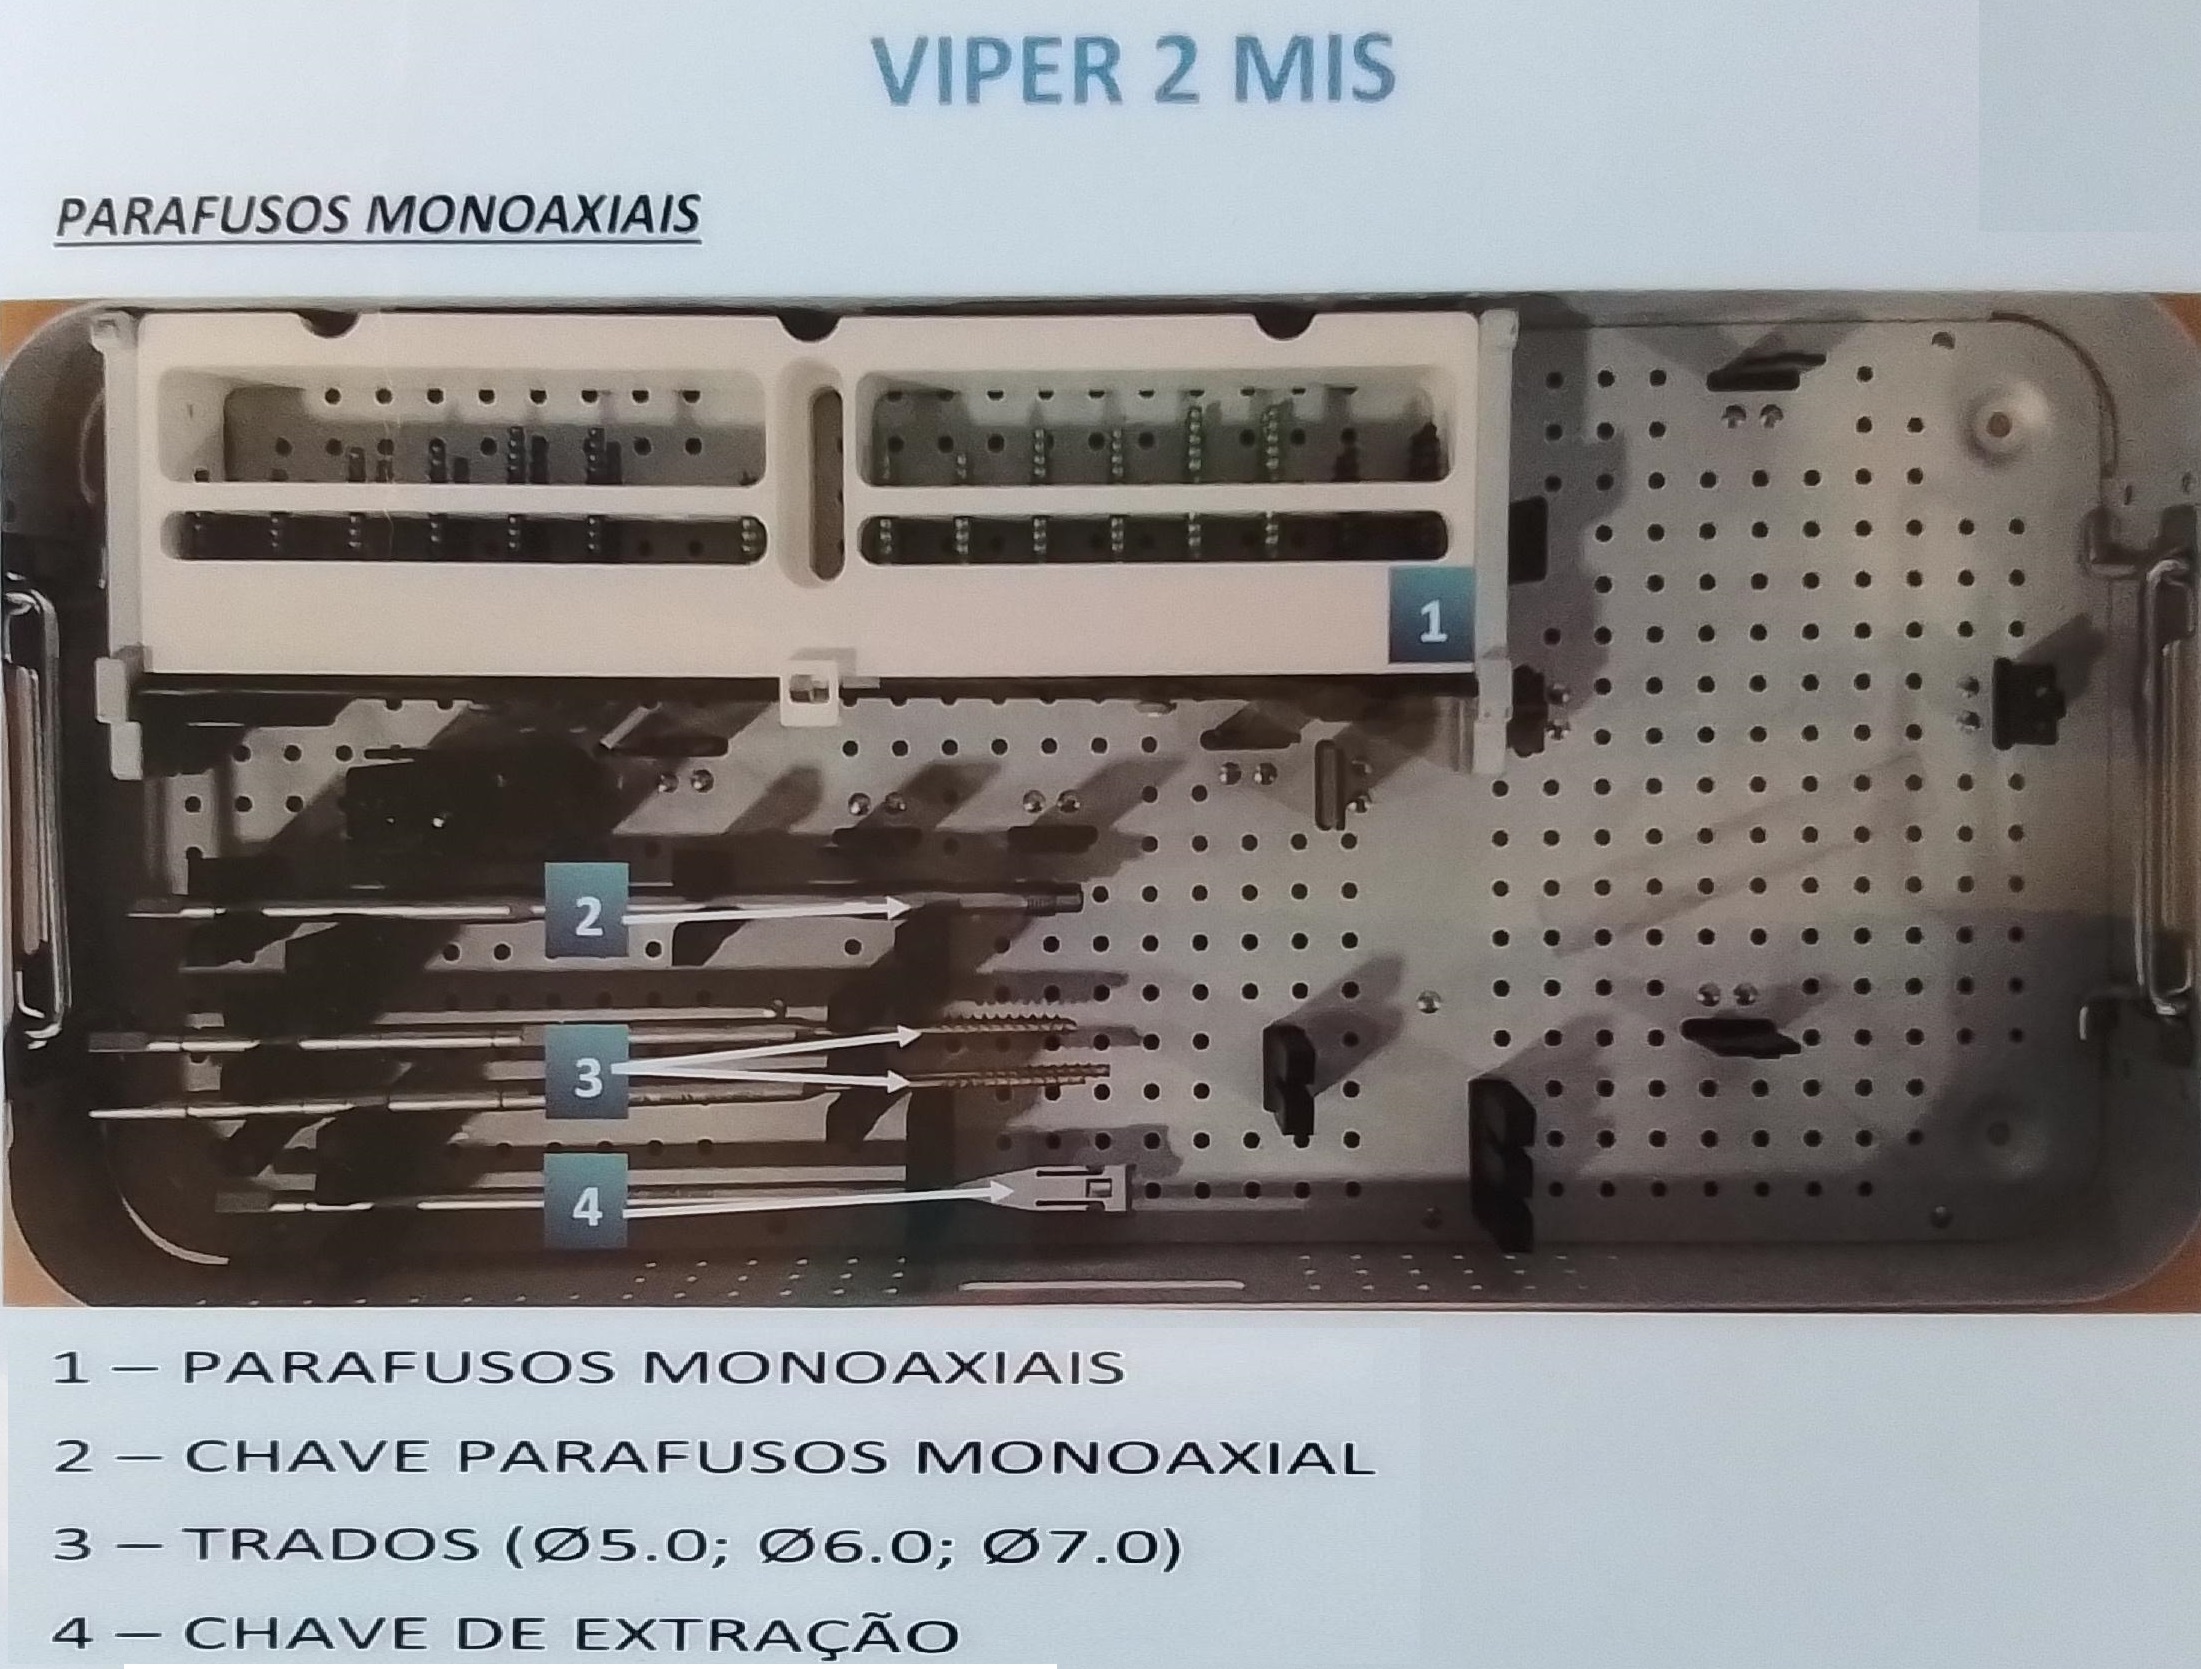 VIPER 2 MIS
PARAFUSOS MONOAXIAIS
1
2
3
4
1 – PARAFUSOS MONOAXIAIS
2 – CHAVE PARAFUSOS MONOAXIAL
3 – TRADOS (Ø5.0; Ø6.0; Ø7.0)
4 – CHAVE DE EXTRAÇÃO